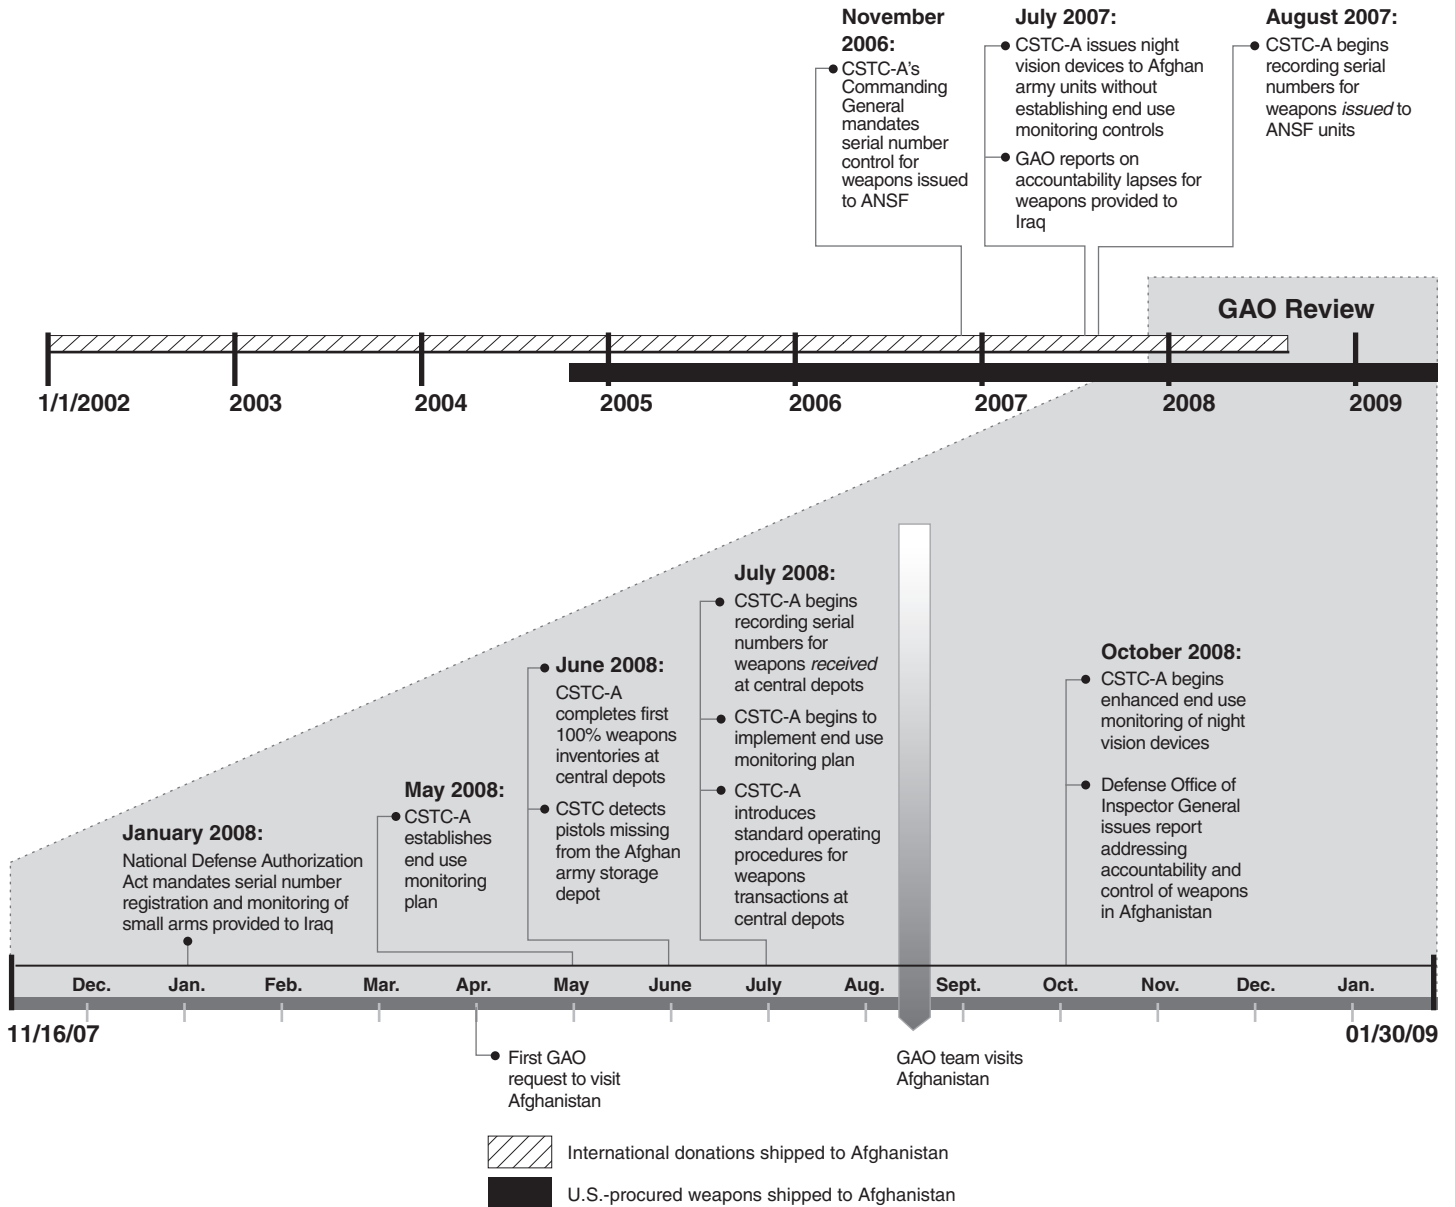 November
2006:
CSTC-A's
Commanding
General
mandates
serial number
control for
weapons issued
to ANSF
July 2007:
CSTC-A issues night
vision devices to Afghan
army units without
establishing end use
monitoring controls
GAO reports on
accountability lapses for
weapons provided to
Iraq
August 2007:
CSTC-A begins
recording serial
numbers for
weapons issued to
ANSF units
GAO Review
1/1/2002
2003
2004
2005
2006
2007
2008
2009
January 2008:
National Defense Authorization
Act mandates serial number
registration and monitoring of
small arms provided to Iraq
May 2008:
CSTC-A
establishes
end use
monitoring
plan
June 2008:
CSTC-A
completes first
100% weapons
inventories at
central depots
CSTC detects
pistols missing
from the Afghan
army storage
depot
July 2008:
CSTC-A begins
recording serial
numbers for
weapons received
at central depots
CSTC-A begins to
implement end use
monitoring plan
CSTC-A
introduces
standard operating
procedures for
weapons
transactions at
central depots
October 2008:
CSTC-A begins
enhanced end use
monitoring of night
vision devices
Defense Office of
Inspector General
issues report
addressing
accountability and
control of weapons
in Afghanistan
Dec.
Jan.
Feb.
Mar.
Apr.
May
June
July
Aug.
Sept.
Oct.
Nov.
Dec.
Jan.
11/16/07
01/30/09
First GAO
request to visit
Afghanistan
GAO team visits
Afghanistan
International donations shipped to Afghanistan
U.S.-procured weapons shipped to Afghanistan